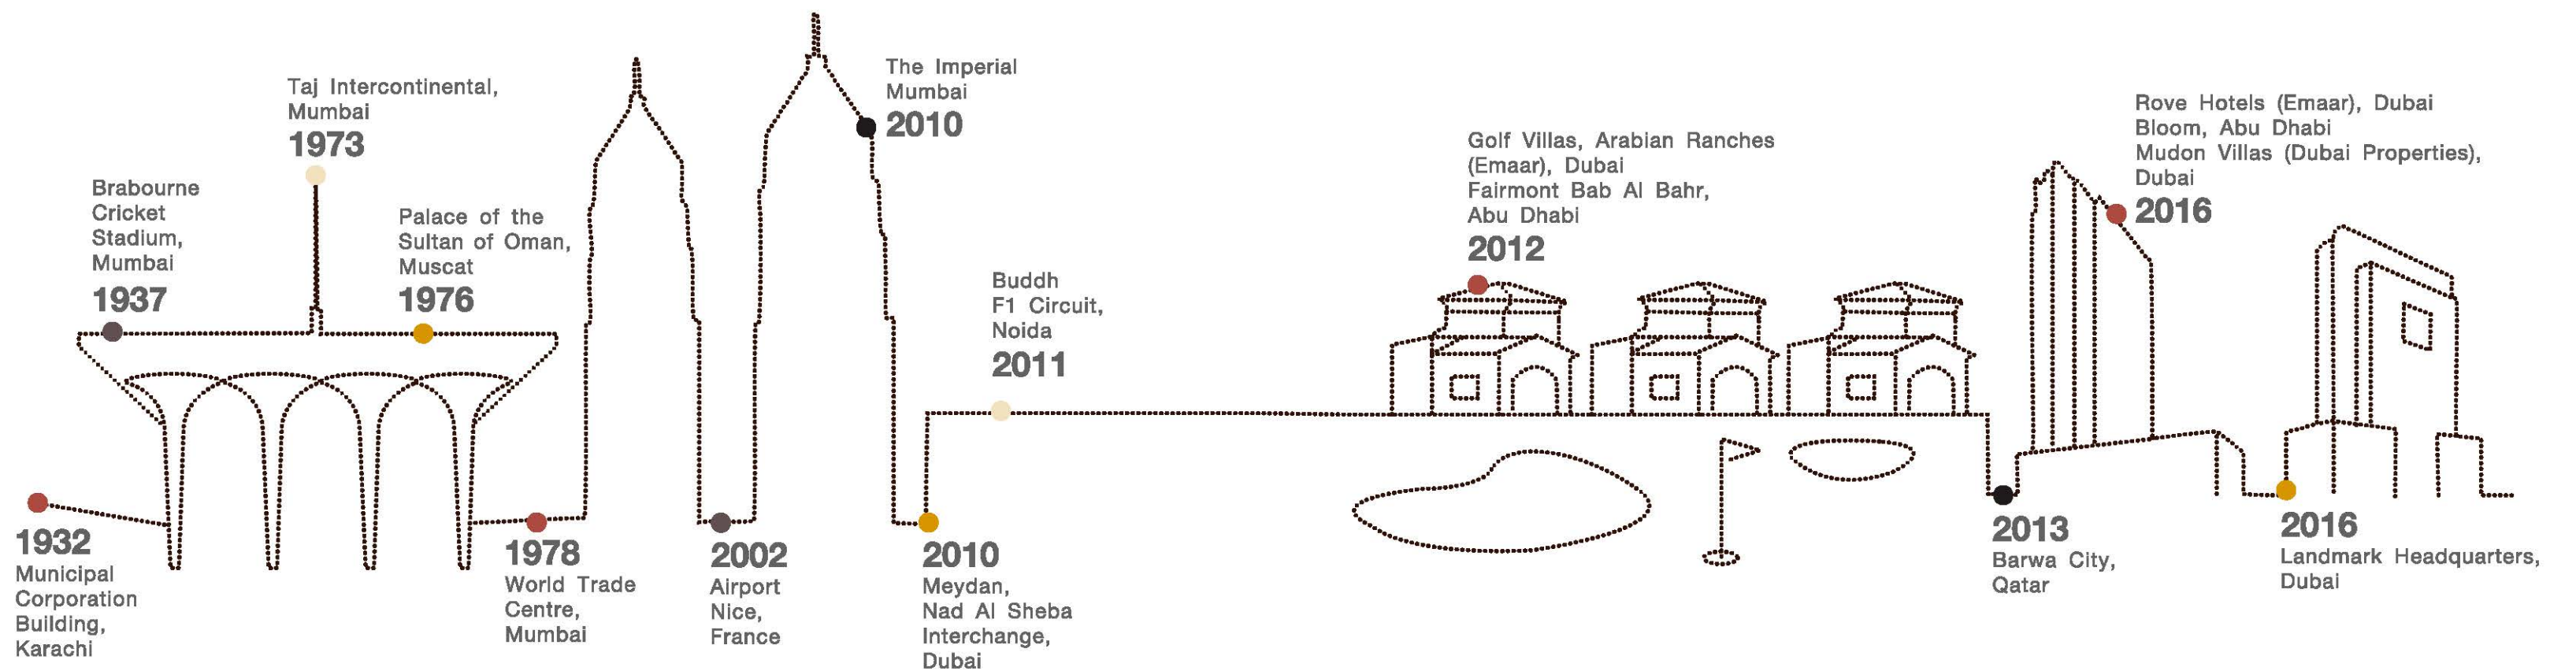 1932
Municipal
Corporation
Building,
Karachi
Brabourne
Cricket
Stadium,
Mumbai
1937
Taj Intercontinental,
Mumbai
1973
Palace of the
Sultan of Oman,
Muscat
1976
1978
World Trade
Centre,
Mumbai
2002
Airport
Nice,
France
The Imperial
Mumbai
2010
2010
Meydan,
Nad Al Sheba
Interchange,
Dubai
Buddh
F1 Circuit,
Noida
2011
Golf Villas, Arabian Ranches
(Emaar), Dubai
Fairmont Bab Al Bahr,
Abu Dhabi
2012
2013
Barwa City,
Qatar
Rove Hotels (Emaar), Dubai
Bloom, Abu Dhabi
Mudon Villas (Dubai Properties),
Dubai
2016
2016
Landmark Headquarters,
Dubai